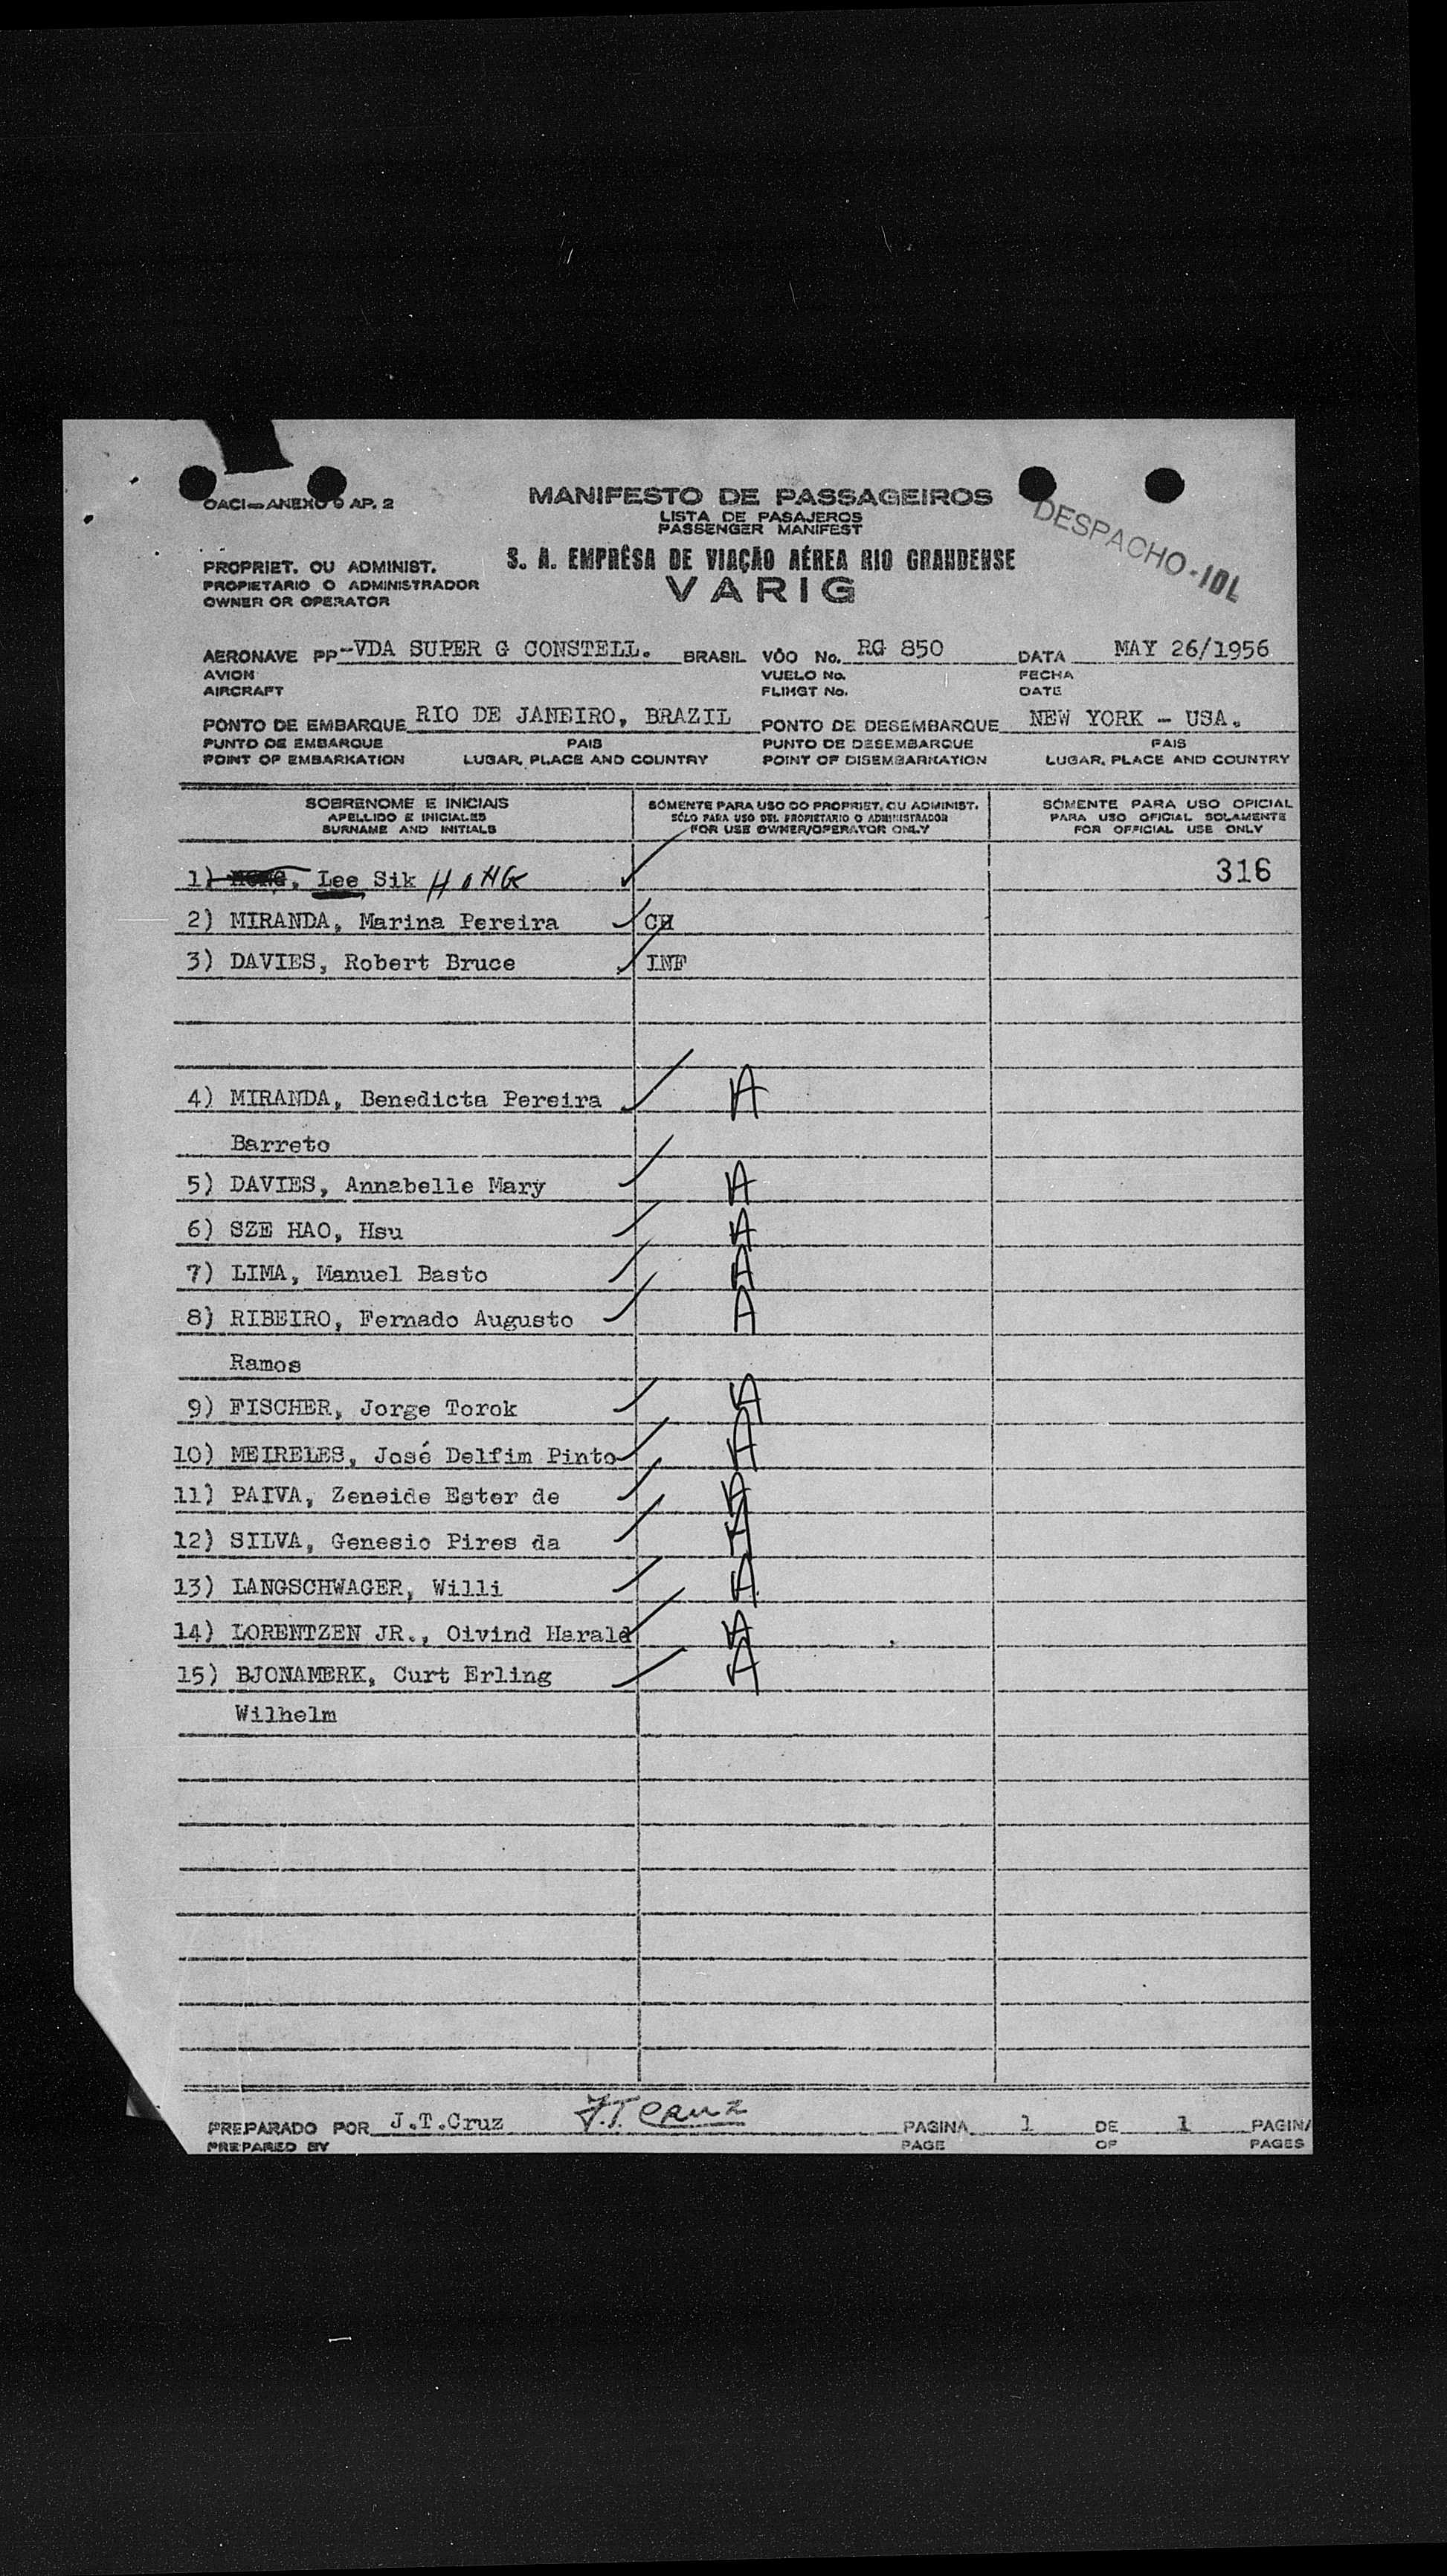 OACI—ANEXO 9 AP. 2
MANIFESTO DE PASSAGEIROS
LISTA DE PASAJEROS
PASSENGER MANIFEST
DESPACHO-IDL
PROPRIET. OU ADMINIST.
PROPIETARIO O ADMINISTRADOR
OWNER OR OPERATOR
S. A. EMPRÊSA DE VIAÇÃO AÉREA RIO GRANDENSE
VARIG
AERONAVE PP-VDA SUPER G CONSTELL. BRASIL VÔO No. RG 850 DATA MAY 26/1956
AVION VUELO No. FECHA
AIRCRAFT FLIHGT No. DATE
PONTO DE EMBARQUE RIO DE JANEIRO, BRAZIL PONTO DE DESEMBARQUE NEW YORK - USA.
PUNTO DE EMBARQUE PAIS PUNTO DE DESEMBARCUE PAIS
POINT OF EMBARKATION LUGAR, PLACE AND COUNTRY POINT OF DISEMBARKATION LUGAR, PLACE AND COUNTRY
SOBRENOME E INICIAIS SÓMENTE PARA USO DO PROPRIET. OU ADMINIST. SÓMENTE PARA USO OFICIAL
APELLIDO E INICIALES SÓLO PARA USO DEL PROPIETARIO O ADMINISTRADOR PARA USO OFICIAL SOLAMENTE
SURNAME AND INITIALS FOR USE OWNER/OPERATOR ONLY FOR OFFICIAL USE ONLY
1) HONG, Lee Sik HONG 316
2) MIRANDA, Marina Pereira CH
3) DAVIES, Robert Bruce INF
4) MIRANDA, Benedicta Pereira A
Barreto
5) DAVIES, Annabelle Mary A
6) SZE HAO, Hsu A
7) LIMA, Manuel Basto A
8) RIBEIRO, Fernado Augusto A
Ramos
9) FISCHER, Jorge Torok A
10) MEIRELES, José Delfim Pinto A
11) PAIVA, Zeneide Ester de A
12) SILVA, Genesio Pires da A
13) LANGSCHWAGER, Willi A
14) LORENTZEN JR., Oivind Harald A
15) BJONAMERK, Curt Erling A
Wilhelm
PREPARADO POR J.T.Cruz J.T. Cruz PAGINA 1 DE 1 PAGINA
PREPARED BY PAGE OF PAGES